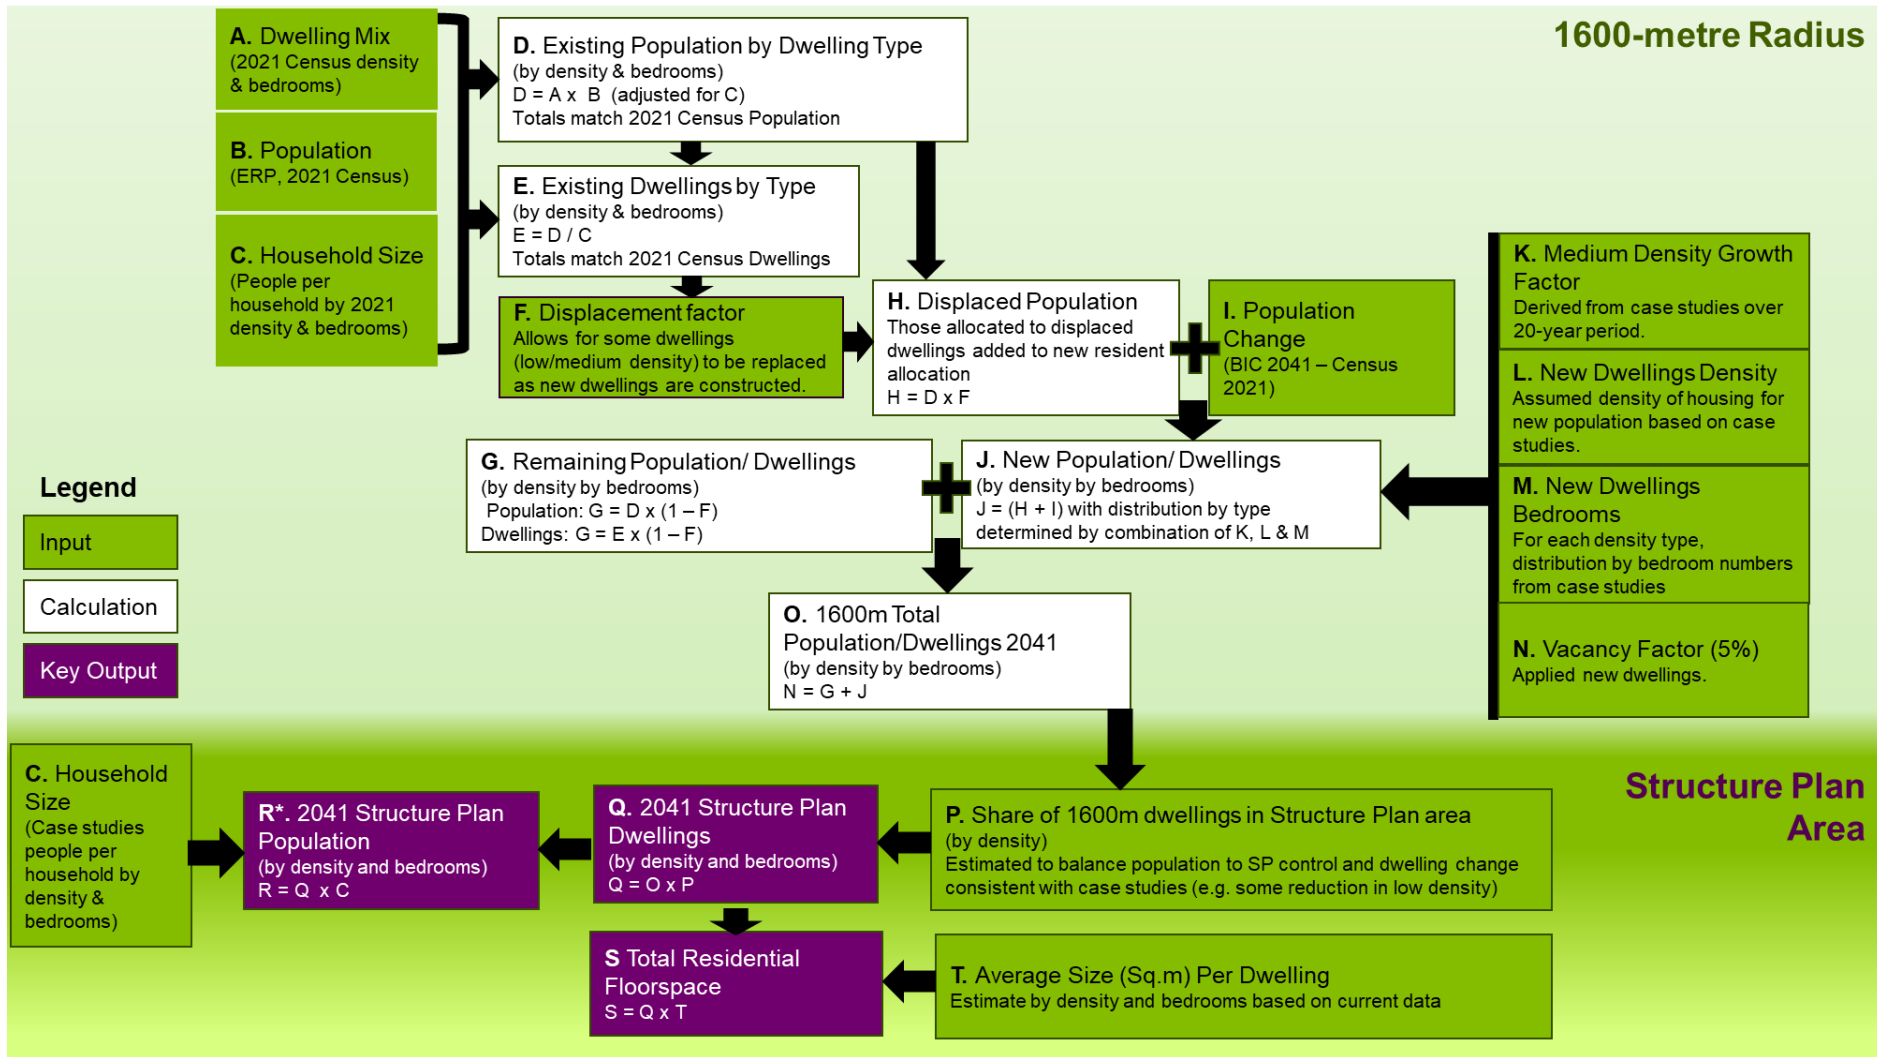 1600-metre Radius
A. Dwelling Mix
(2021 Census density
& bedrooms)
B. Population
(ERP, 2021 Census)
C. Household Size
(People per
household by 2021
density & bedrooms)
D. Existing Population by Dwelling Type
(by density & bedrooms)
D = A x B (adjusted for C)
Totals match 2021 Census Population
E. Existing Dwellings by Type
(by density & bedrooms)
E = D / C
Totals match 2021 Census Dwellings
F. Displacement factor
Allows for some dwellings
(low/medium density) to be replaced
as new dwellings are constructed.
H. Displaced Population
Those allocated to displaced
dwellings added to new resident
allocation
H = D x F
I. Population
Change
(BIC 2041 – Census
2021)
K. Medium Density Growth
Factor
Derived from case studies over
20-year period.
L. New Dwellings Density
Assumed density of housing for
new population based on case
studies.
M. New Dwellings
Bedrooms
For each density type,
distribution by bedroom numbers
from case studies
N. Vacancy Factor (5%)
Applied new dwellings.
G. Remaining Population/ Dwellings
(by density by bedrooms)
Population: G = D x (1 – F)
Dwellings: G = E x (1 – F)
J. New Population/ Dwellings
(by density by bedrooms)
J = (H + I) with distribution by type
determined by combination of K, L & M
Legend
Input
Calculation
Key Output
O. 1600m Total
Population/Dwellings 2041
(by density by bedrooms)
N = G + J
Structure Plan
Area
C. Household
Size
(Case studies
people per
household by
density &
bedrooms)
R*. 2041 Structure Plan
Population
(by density and bedrooms)
R = Q x C
Q. 2041 Structure Plan
Dwellings
(by density and bedrooms)
Q = O x P
P. Share of 1600m dwellings in Structure Plan area
(by density)
Estimated to balance population to SP control and dwelling change
consistent with case studies (e.g. some reduction in low density)
S Total Residential
Floorspace
S = Q x T
T. Average Size (Sq.m) Per Dwelling
Estimate by density and bedrooms based on current data